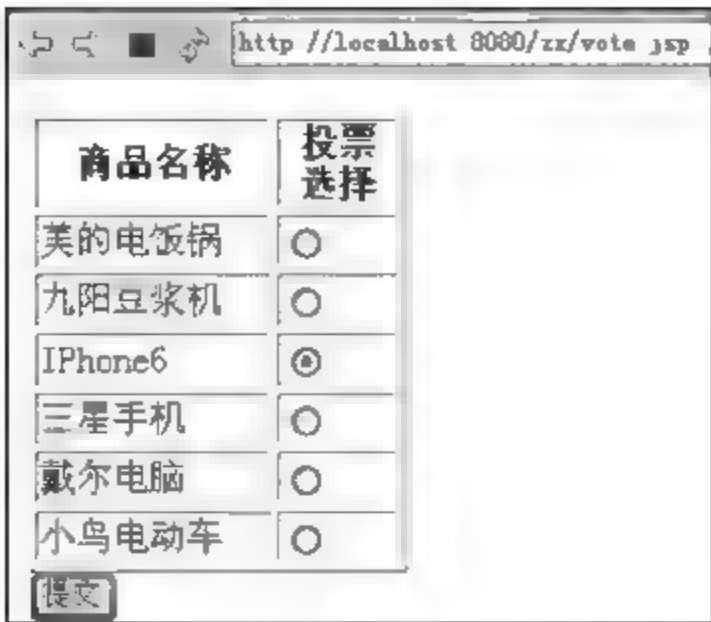 http //localhost 8080/zx/vote jsp
商品名称
投票
选择
美的电饭锅
九阳豆浆机
IPhone6
三星手机
戴尔电脑
小鸟电动车
提交